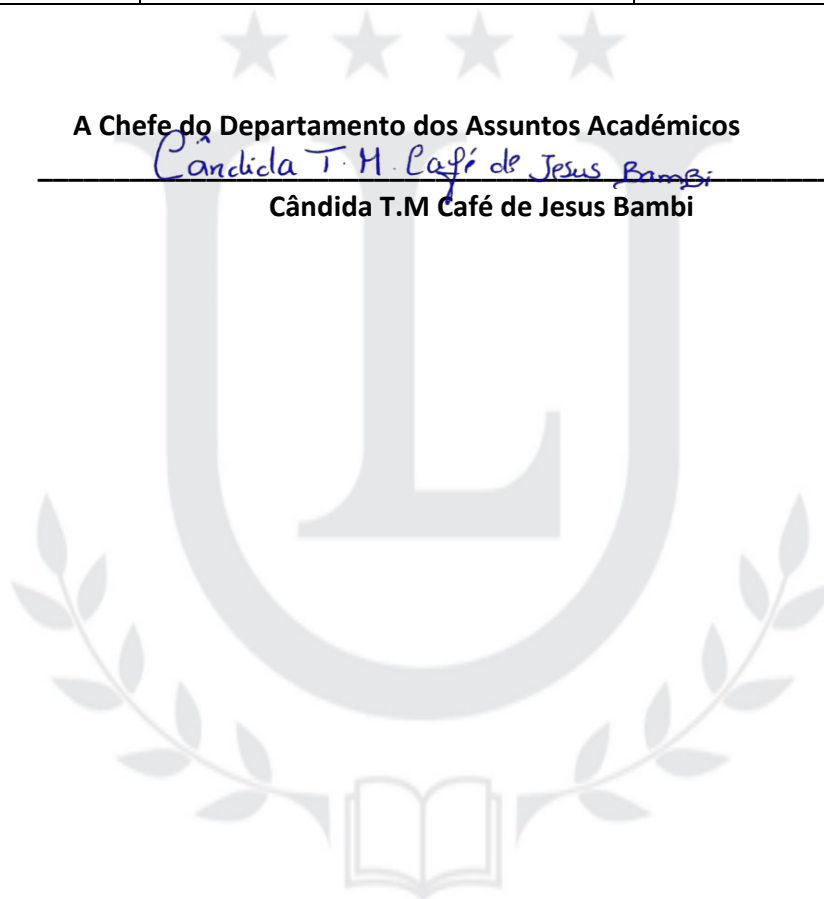 A Chefe do Departamento dos Assuntos Académicos
Cândida T. M. Café de Jesus Bambi
Cândida T.M Café de Jesus Bambi
L